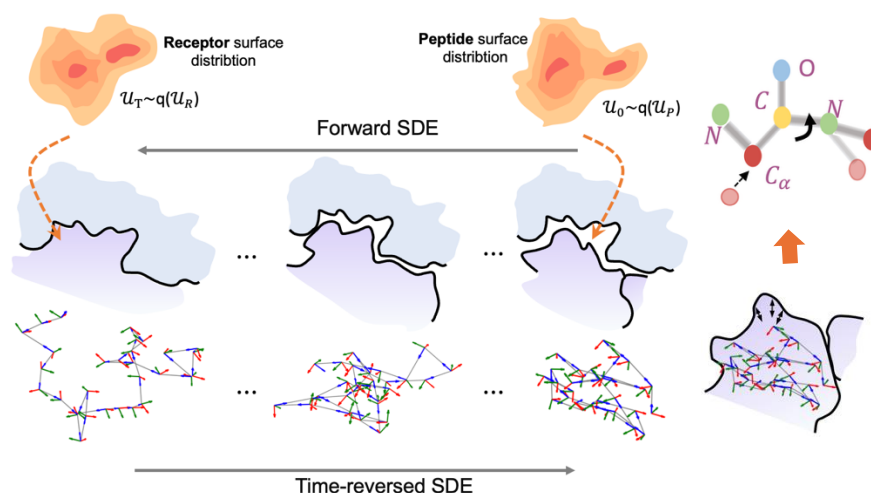 Receptor surface
distribtion
𝒰_T~q(𝒰_R)
Peptide surface
distribtion
𝒰_0~q(𝒰_P)
Forward SDE
O
C
N
N
C_α
...
...
...
...
Time-reversed SDE